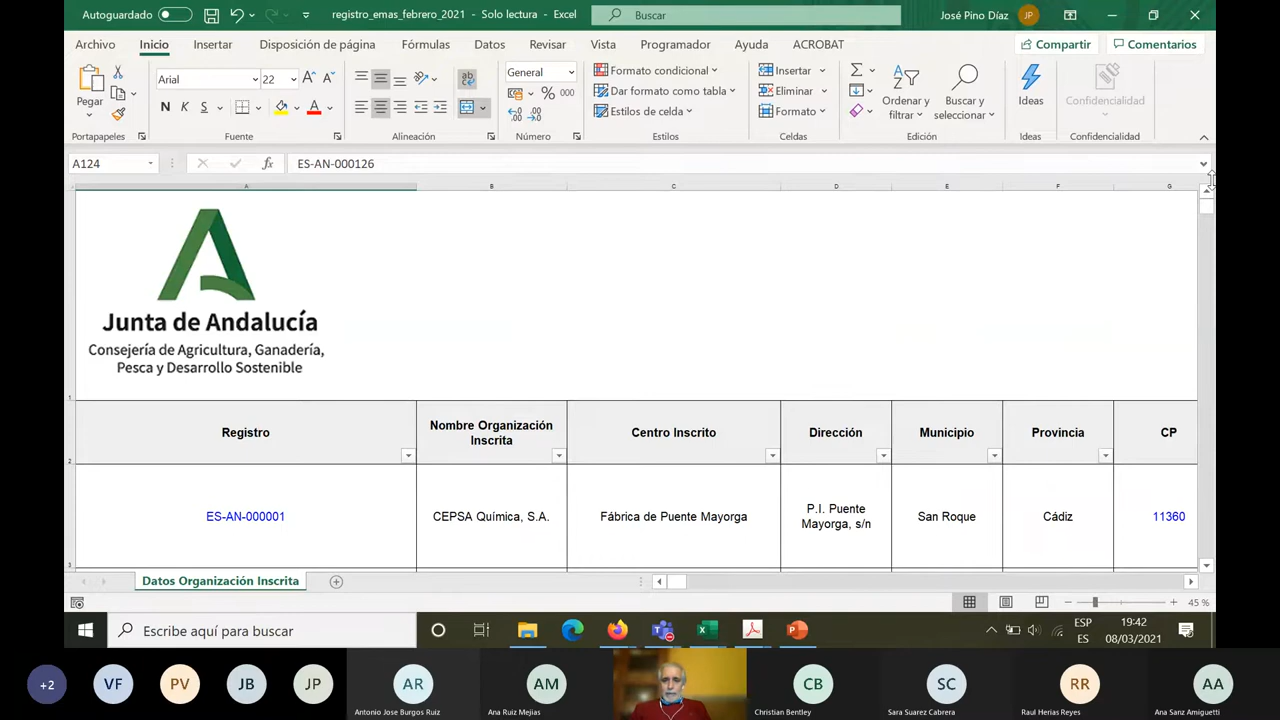 Autoguardado
registro_emas_febrero_2021 - Solo lectura - Excel
Buscar
José Pino Díaz
JP
Archivo
Inicio
Insertar
Disposición de página
Fórmulas
Datos
Revisar
Vista
Programador
Ayuda
ACROBAT
Compartir
Comentarios
Pegar
Arial
22
N K S
General
% 000
Formato condicional
Dar formato como tabla
Estilos de celda
Insertar
Eliminar
Formato
Ordenar y
filtrar
Buscar y
seleccionar
Ideas
Confidencialidad
Portapapeles
Fuente
Alineación
Número
Estilos
Celdas
Edición
Ideas
Confidencialidad
A124
fx
ES-AN-000126
A B C D E F G
Junta de Andalucía
Consejería de Agricultura, Ganadería,
Pesca y Desarrollo Sostenible
1
Registro
Nombre Organización
Inscrita
Centro Inscrito
Dirección
Municipio
Provincia
CP
2
ES-AN-000001
CEPSA Química, S.A.
Fábrica de Puente Mayorga
P.I. Puente
Mayorga, s/n
San Roque
Cádiz
11360
3
Datos Organización Inscrita
45 %
Escribe aquí para buscar
ESP
ES
19:42
08/03/2021
+2
VF
PV
JB
JP
AR
Antonio Jose Burgos Ruiz
AM
Ana Ruiz Mejias
CB
Christian Bentley
SC
Sara Suarez Cabrera
RR
Raul Herias Reyes
AA
Ana Sanz Amiguetti